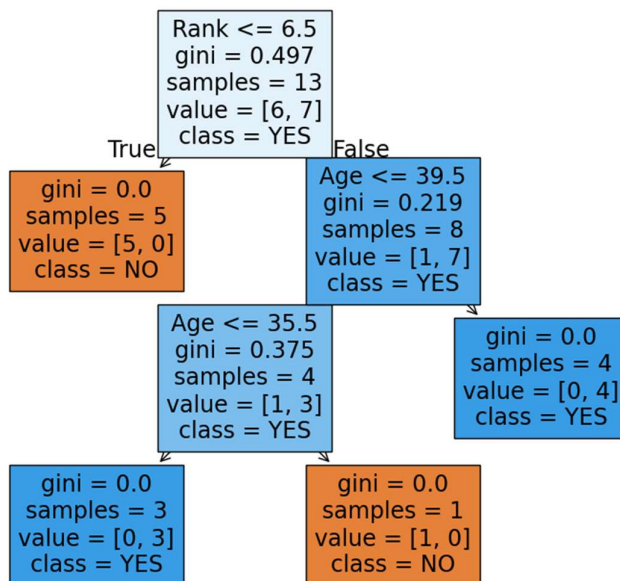 Rank <= 6.5
gini = 0.497
samples = 13
value = [6, 7]
class = YES
True
False
gini = 0.0
samples = 5
value = [5, 0]
class = NO
Age <= 39.5
gini = 0.219
samples = 8
value = [1, 7]
class = YES
Age <= 35.5
gini = 0.375
samples = 4
value = [1, 3]
class = YES
gini = 0.0
samples = 4
value = [0, 4]
class = YES
gini = 0.0
samples = 3
value = [0, 3]
class = YES
gini = 0.0
samples = 1
value = [1, 0]
class = NO